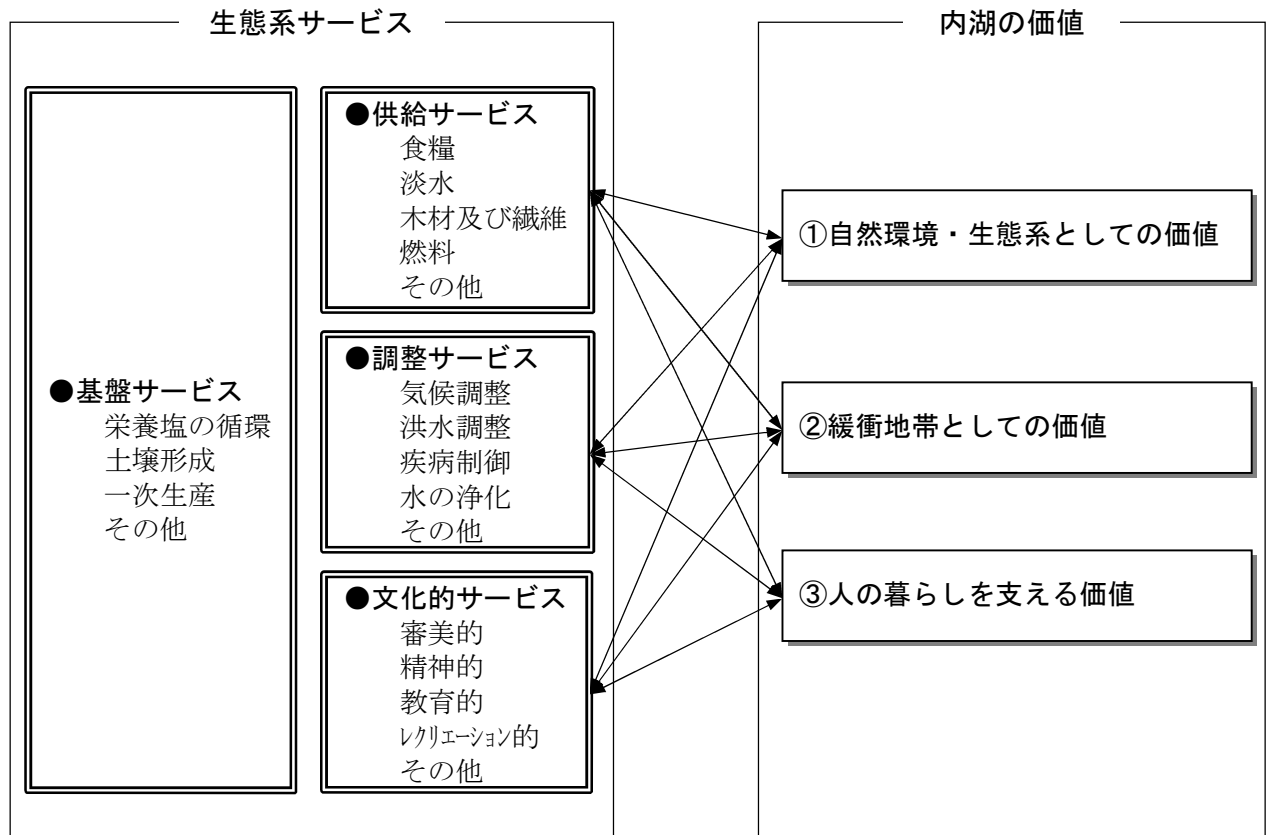 生態系サービス
●基盤サービス
栄養塩の循環
土壌形成
一次生産
その他
●供給サービス
食糧
淡水
木材及び繊維
燃料
その他
●調整サービス
気候調整
洪水調整
疾病制御
水の浄化
その他
●文化的サービス
審美的
精神的
教育的
ﾚｸﾘｴｰｼｮﾝ的
その他
内湖の価値
①自然環境・生態系としての価値
②緩衝地帯としての価値
③人の暮らしを支える価値